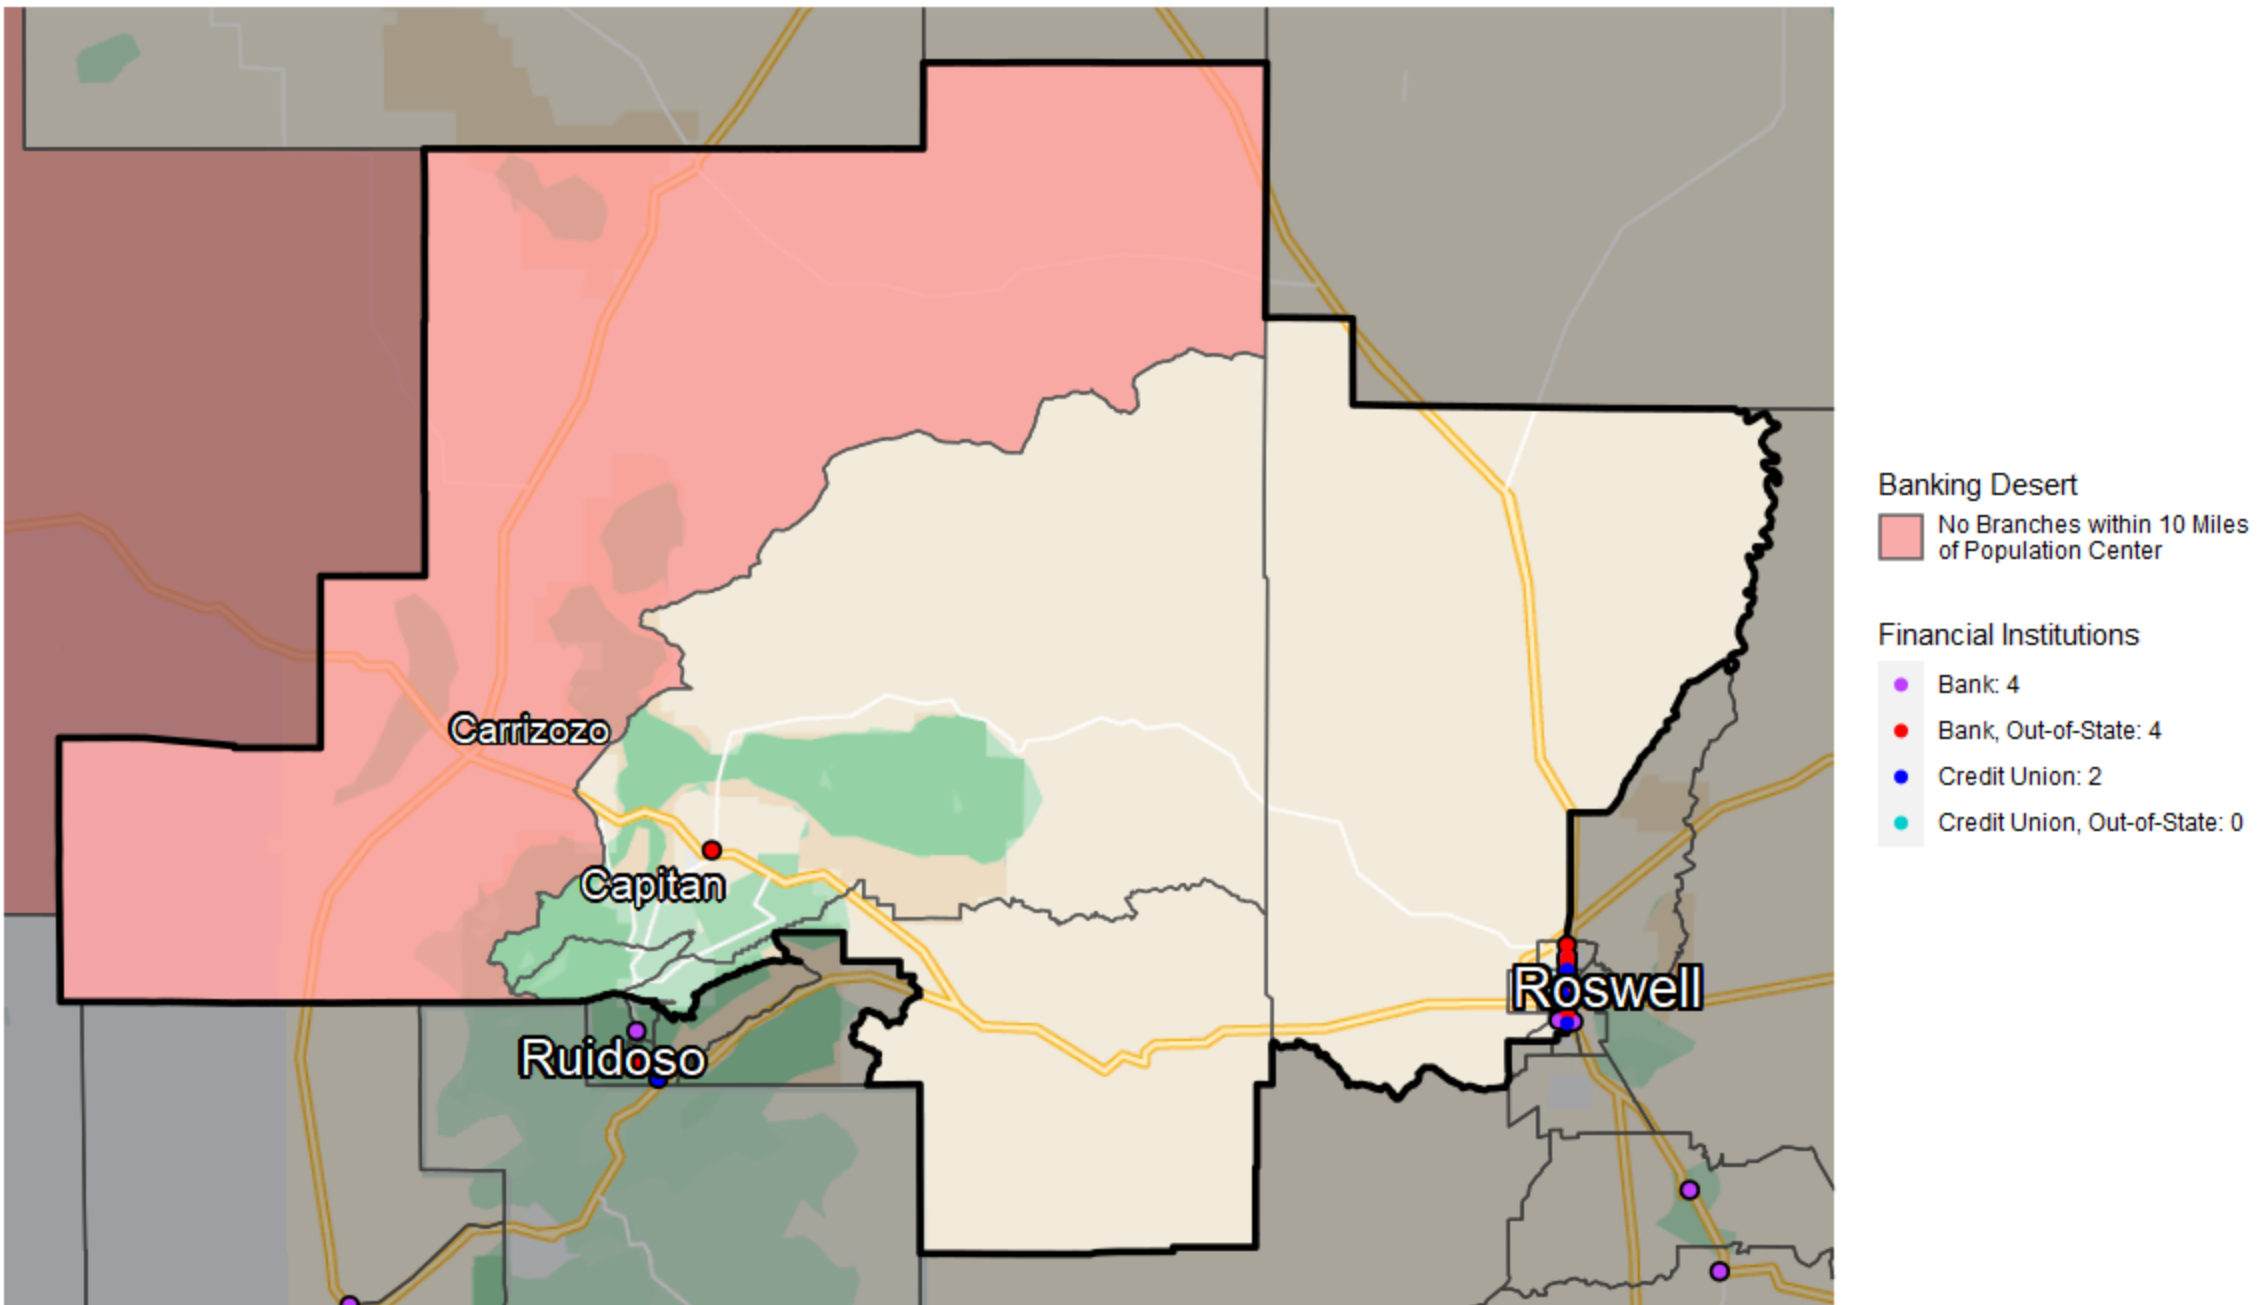 Carrizozo
Capitan
Ruidoso
Roswell
Banking Desert
No Branches within 10 Miles
of Population Center
Financial Institutions
Bank: 4
Bank, Out-of-State: 4
Credit Union: 2
Credit Union, Out-of-State: 0